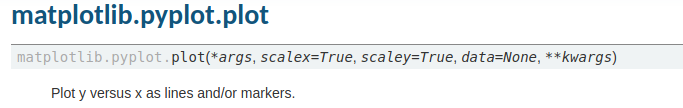 matplotlib.pyplot.plot
matplotlib.pyplot.plot(*args, scalex=True, scaley=True, data=None, **kwargs)
Plot y versus x as lines and/or markers.